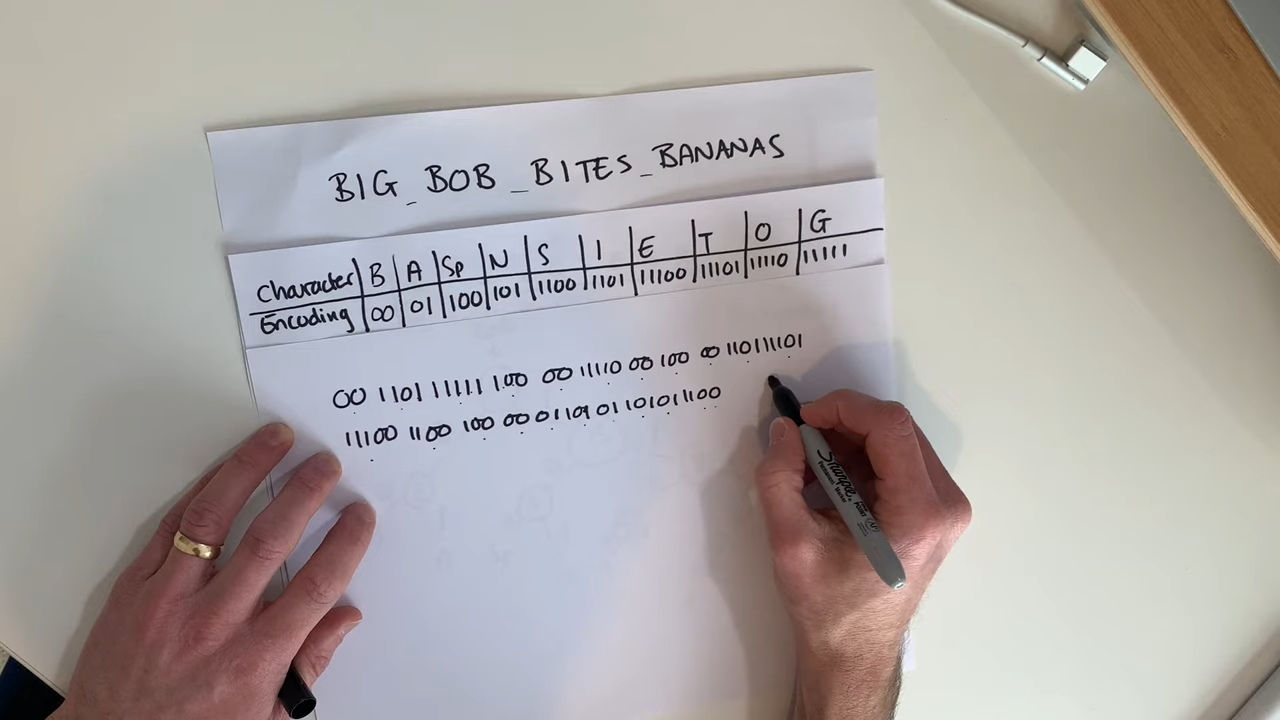 BIG_BOB_BITES_BANANAS
Character B A Sp N S I E T O G
Encoding 00 01 100 101 1100 1101 11100 11101 11110 11111
00 1101 11111 100 00 11110 00 100 00 1101 11101
11100 1100 100 00 01 101 01 101 01 1100
Sharpie